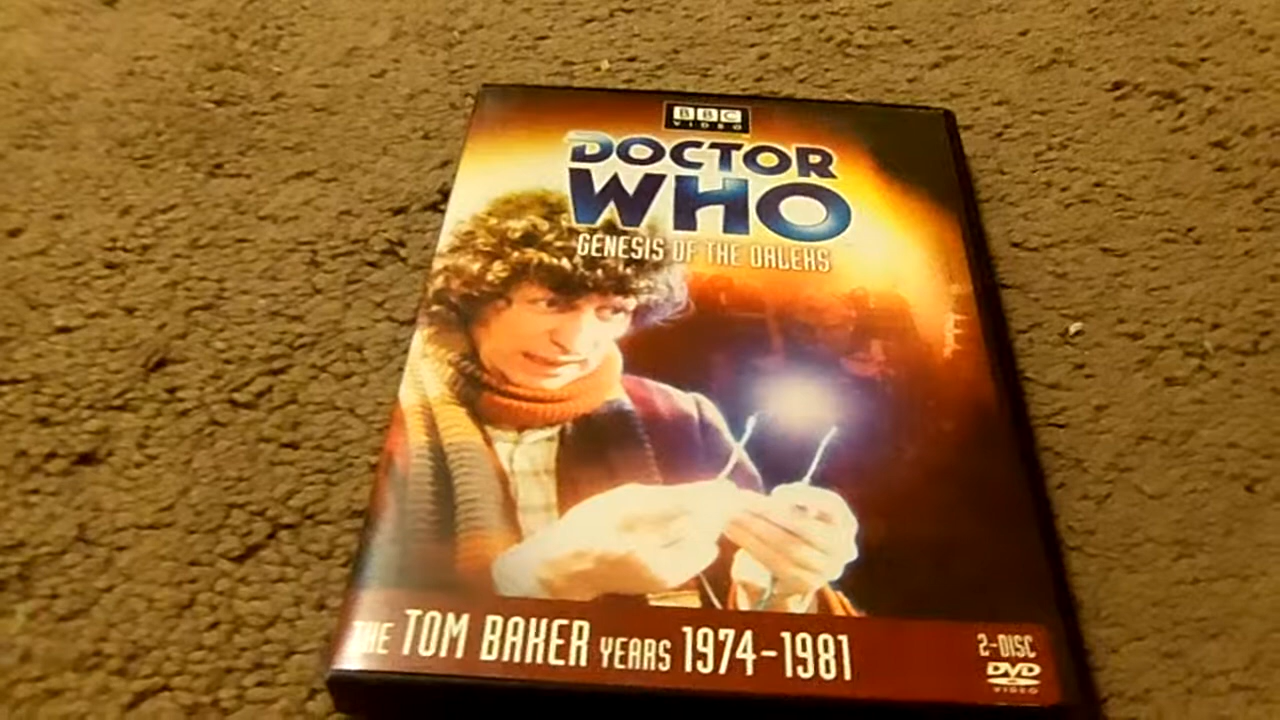 BBC
VIDEO
DOCTOR
WHO
GENESIS OF THE DALEKS
THE TOM BAKER YEARS 1974-1981
2-DISC
DVD
VIDEO